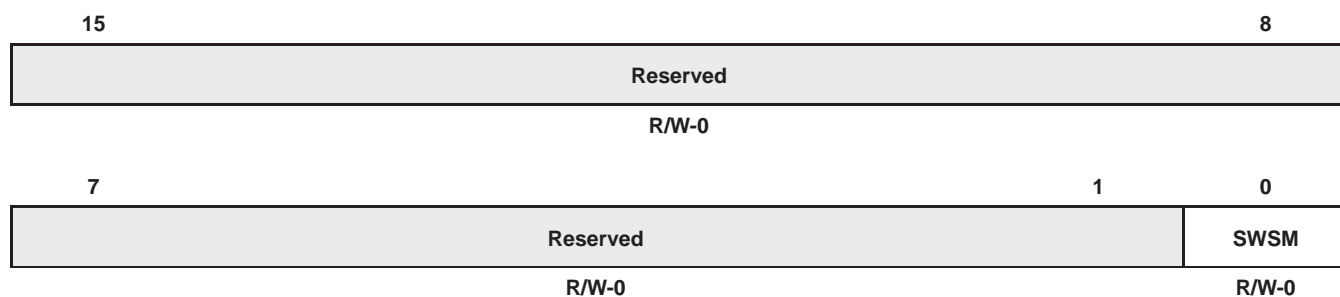 15 8
Reserved
R/W-0
7 1 0
Reserved SWSM
R/W-0 R/W-0